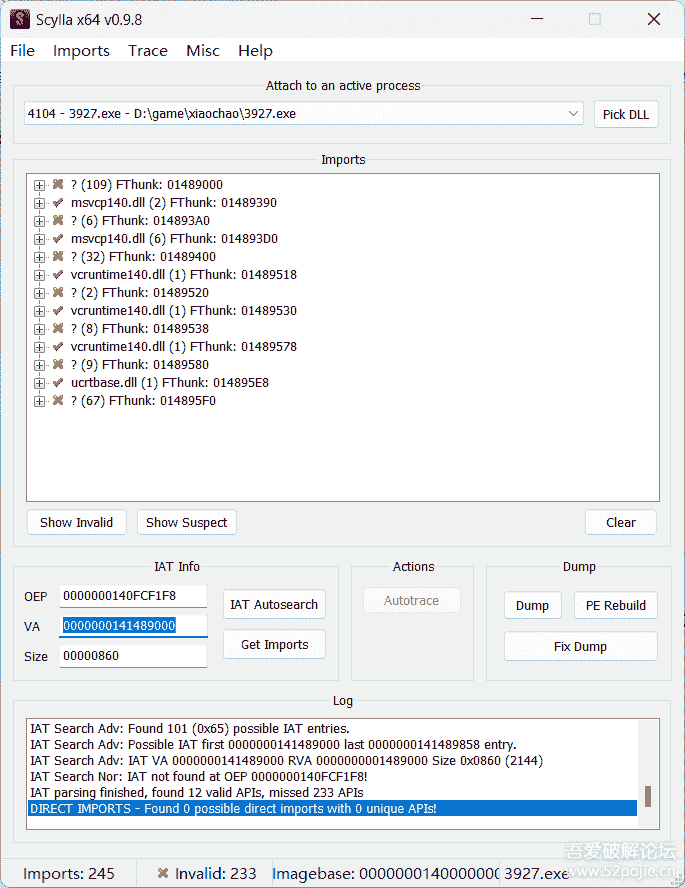 Scylla x64 v0.9.8
File Imports Trace Misc Help
Attach to an active process
4104 - 3927.exe - D:\game\xiaochao\3927.exe
Pick DLL
Imports
? (109) FThunk: 01489000
msvcp140.dll (2) FThunk: 01489390
? (6) FThunk: 014893A0
msvcp140.dll (6) FThunk: 014893D0
? (32) FThunk: 01489400
vcruntime140.dll (1) FThunk: 01489518
? (2) FThunk: 01489520
vcruntime140.dll (1) FThunk: 01489530
? (8) FThunk: 01489538
vcruntime140.dll (1) FThunk: 01489578
? (9) FThunk: 01489580
ucrtbase.dll (1) FThunk: 014895E8
? (67) FThunk: 014895F0
Show Invalid Show Suspect Clear
IAT Info
OEP 0000000140FCF1F8
VA 0000000141489000
Size 00000860
IAT Autosearch
Get Imports
Actions
Autotrace
Dump
Dump PE Rebuild
Fix Dump
Log
IAT Search Adv: Found 101 (0x65) possible IAT entries.
IAT Search Adv: Possible IAT first 0000000141489000 last 0000000141489858 entry.
IAT Search Adv: IAT VA 0000000141489000 RVA 0000000001489000 Size 0x0860 (2144)
IAT Search Nor: IAT not found at OEP 0000000140FCF1F8!
IAT parsing finished, found 12 valid APIs, missed 233 APIs
DIRECT IMPORTS - Found 0 possible direct imports with 0 unique APIs!
Imports: 245 Invalid: 233 Imagebase: 0000000140000000 3927.exe
吾爱破解论坛
www.52pojie.cn